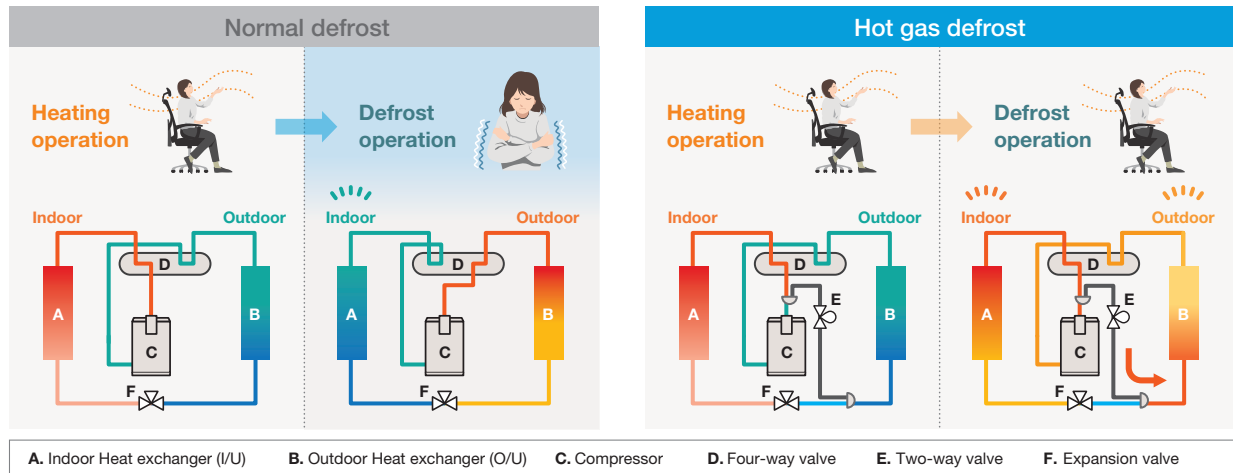 Normal defrost
Heating
operation
Defrost
operation
Indoor
Outdoor
D
A
B
C
F
Indoor
Outdoor
D
A
B
C
F
Hot gas defrost
Heating
operation
Defrost
operation
Indoor
Outdoor
D
E
A
B
C
F
Indoor
Outdoor
D
E
A
B
C
F
A. Indoor Heat exchanger (I/U) B. Outdoor Heat exchanger (O/U) C. Compressor D. Four-way valve E. Two-way valve F. Expansion valve